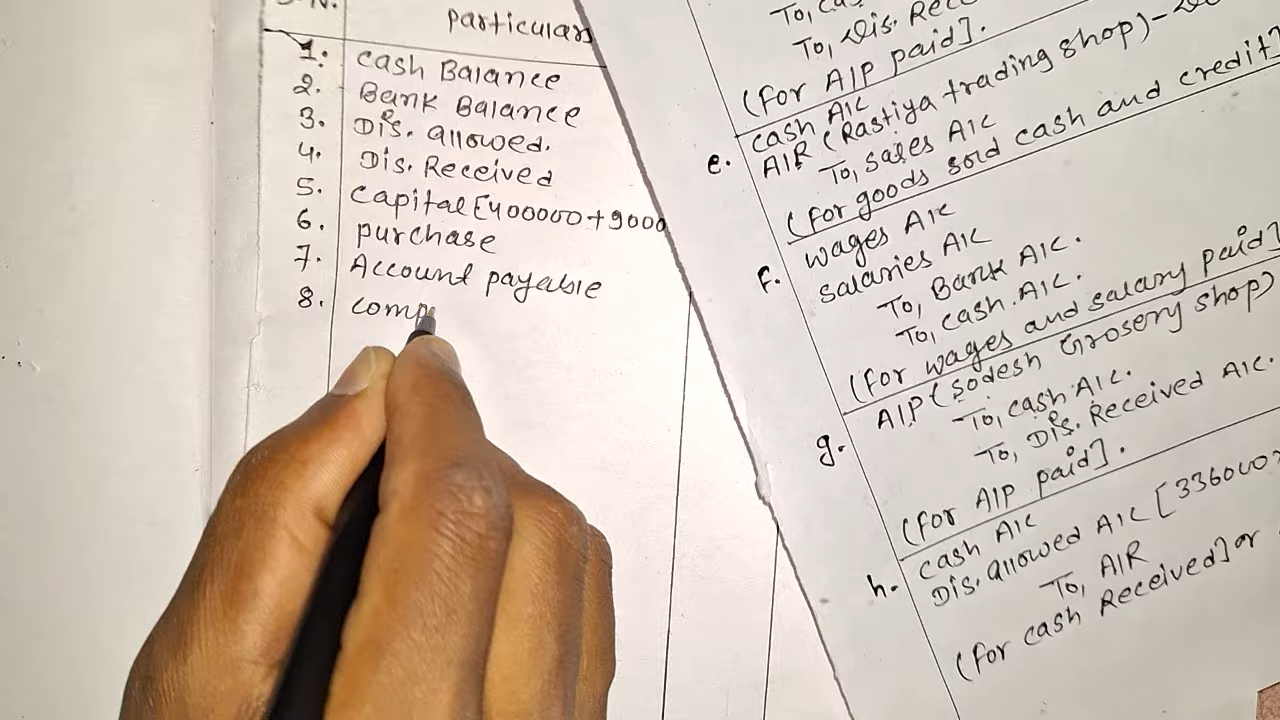 S.N.
particulars
1. Cash Balance
2. Bank Balance
3. Dis. allowed.
4. Dis. Received
5. Capital [400000+9000
6. purchase
7. Account payable
8. comp
To, Dis. Rece
(for A/P paid].
e. cash A/C
A/R (Rastiya trading shop)-
To, sales A/C
(for goods sold cash and credit]
f. wages A/C
salaries A/C
To, Bank A/C.
To, cash A/C.
(for wages and salary paid]
g. A/P (sodesh Grosery shop)
To, cash A/C.
To, Dis. Received A/C.
(for A/P paid].
h. cash A/C
Dis. allowed A/C [336000
To, A/R
(for cash Received] or